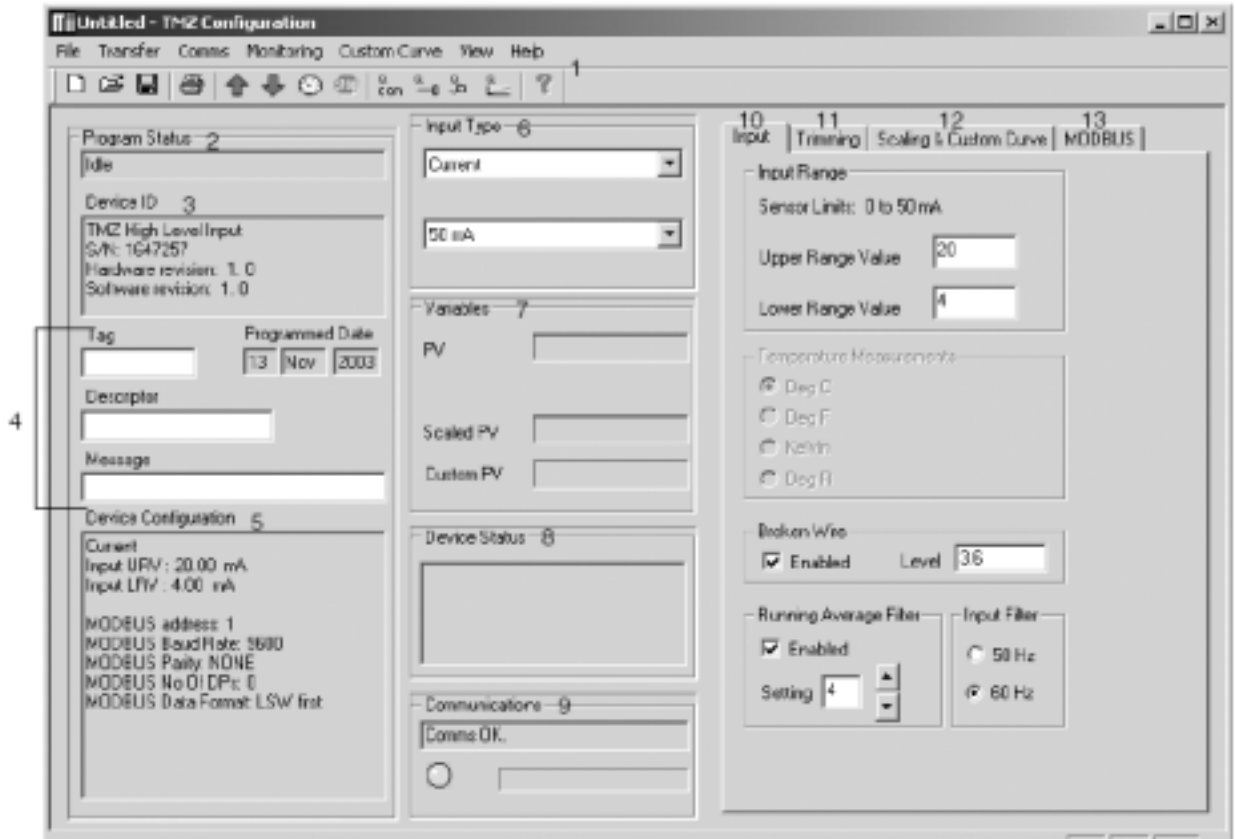 Untitled - TMZ Configuration
File Transfer Comms Monitoring Custom Curve View Help
1
Program Status 2
Idle
Device ID 3
TMZ High Level Input
S/N: 1647257
Hardware revision: 1. 0
Software revision: 1. 0
4
Tag Programmed Date
13 Nov 2003
Descriptor
Message
Device Configuration 5
Current
Input URV : 20.00 mA
Input LRV : 4.00 mA
MODBUS address: 1
MODBUS Baud Rate: 9600
MODBUS Parity: NONE
MODBUS No Of DPs: 0
MODBUS Data Format: LSW first
Input Type 6
Current
50 mA
Variables 7
PV
Scaled PV
Custom PV
Device Status 8
Communications 9
Comms OK.
10 11 12 13
Input Trimming Scaling & Custom Curve MODBUS
Input Range
Sensor Limits: 0 to 50 mA
Upper Range Value 20
Lower Range Value 4
Temperature Measurements
Deg C
Deg F
Kelvin
Deg R
Broken Wire
Enabled Level 3.6
Running Average Filter
Enabled
Setting 4
Input Filter
50 Hz
60 Hz